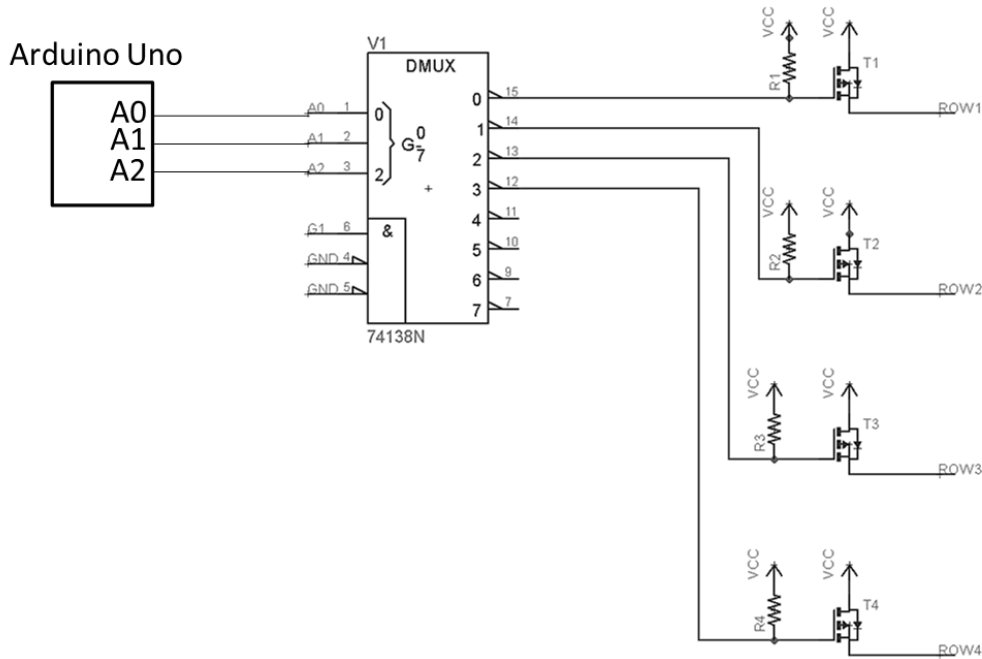 Arduino Uno
A0
A1
A2
V1
DMUX
A0 1
A1 2
A2 3
0
2
G 0
7
G1 6
GND 4
GND 5
&
+
0 15
1 14
2 13
3 12
4 11
5 10
6 9
7 7
74138N
VCC
VCC
R1
T1
ROW1
VCC
VCC
R2
T2
ROW2
VCC
VCC
R3
T3
ROW3
VCC
VCC
R4
T4
ROW4